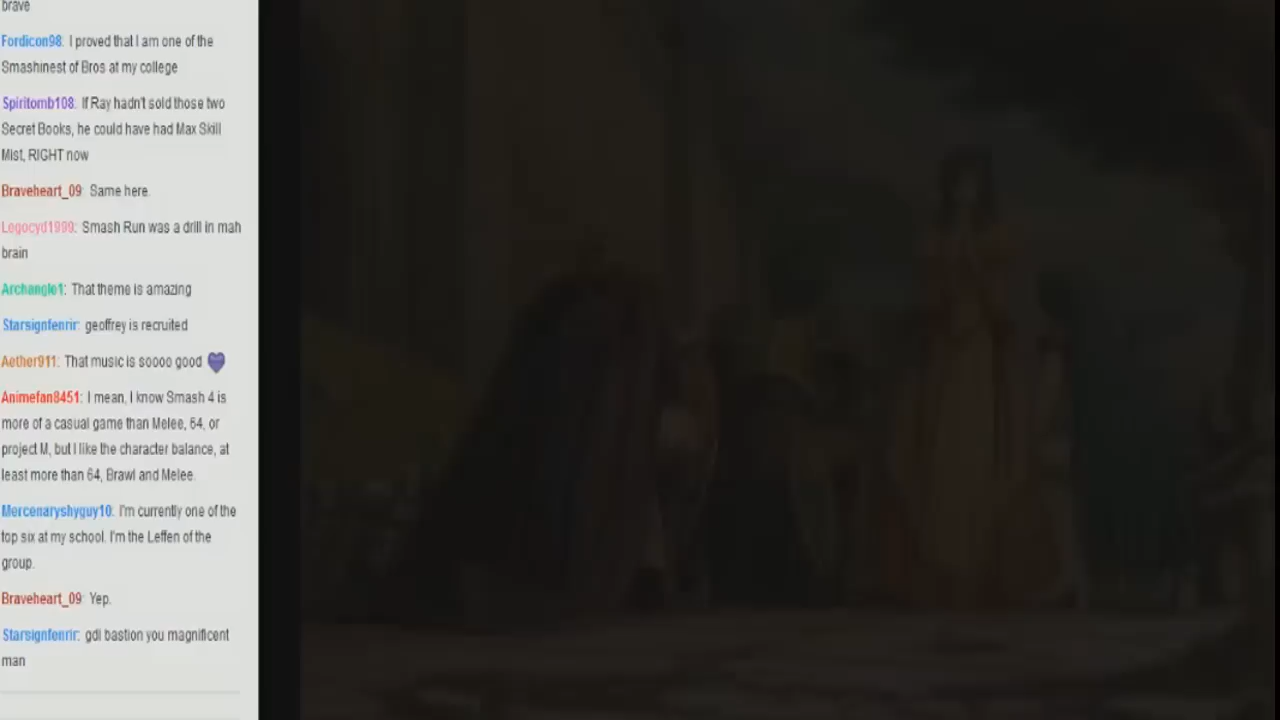 brave
Fordicon98: I proved that I am one of the
Smashinest of Bros at my college
Spiritomb108: If Ray hadn't sold those two
Secret Books, he could have had Max Skill
Mist, RIGHT now
Braveheart_09: Same here.
Legocyd1999: Smash Run was a drill in mah
brain
Archangle1: That theme is amazing
Starsignfenrir: geoffrey is recruited
Aether911: That music is soooo good
Animefan8451: I mean, I know Smash 4 is
more of a casual game than Melee, 64, or
project M, but I like the character balance, at
least more than 64, Brawl and Melee.
Mercenaryshyguy10: I'm currently one of the
top six at my school. I'm the Leffen of the
group.
Braveheart_09: Yep.
Starsignfenrir: gdi bastion you magnificent
man